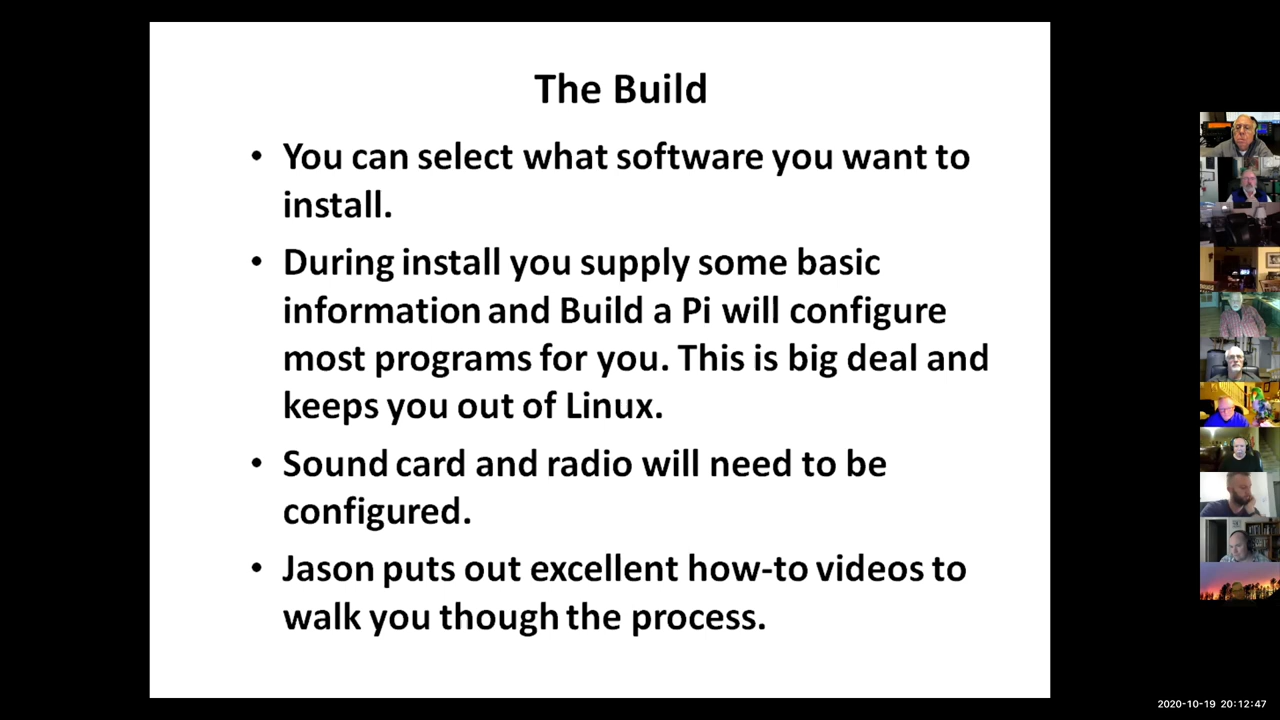 The Build
• You can select what software you want to
install.
• During install you supply some basic
information and Build a Pi will configure
most programs for you. This is big deal and
keeps you out of Linux.
• Sound card and radio will need to be
configured.
• Jason puts out excellent how-to videos to
walk you though the process.
2020-10-19 20:12:47